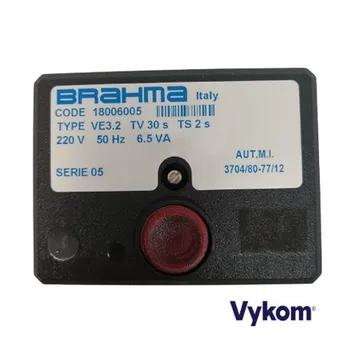 BRAHMA Italy
CODE 18006005
TYPE VE3.2 TV 30 s TS 2 s
220 V 50 Hz 6.5 VA
AUT.M.I.
SERIE 05 3704/80-77/12
Vykom®